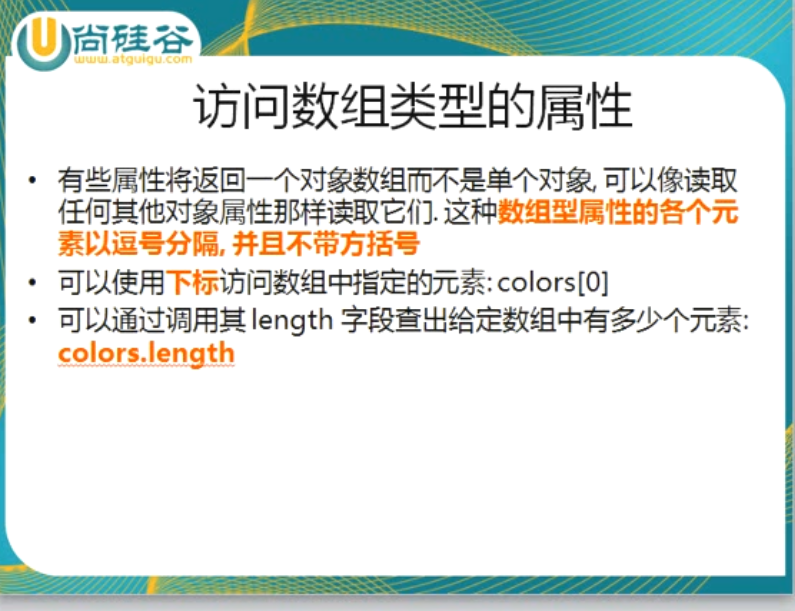 尚硅谷
www.atguigu.com
访问数组类型的属性
• 有些属性将返回一个对象数组而不是单个对象, 可以像读取
任何其他对象属性那样读取它们. 这种数组型属性的各个元
素以逗号分隔, 并且不带方括号
• 可以使用下标访问数组中指定的元素: colors[0]
• 可以通过调用其 length 字段查出给定数组中有多少个元素:
colors.length